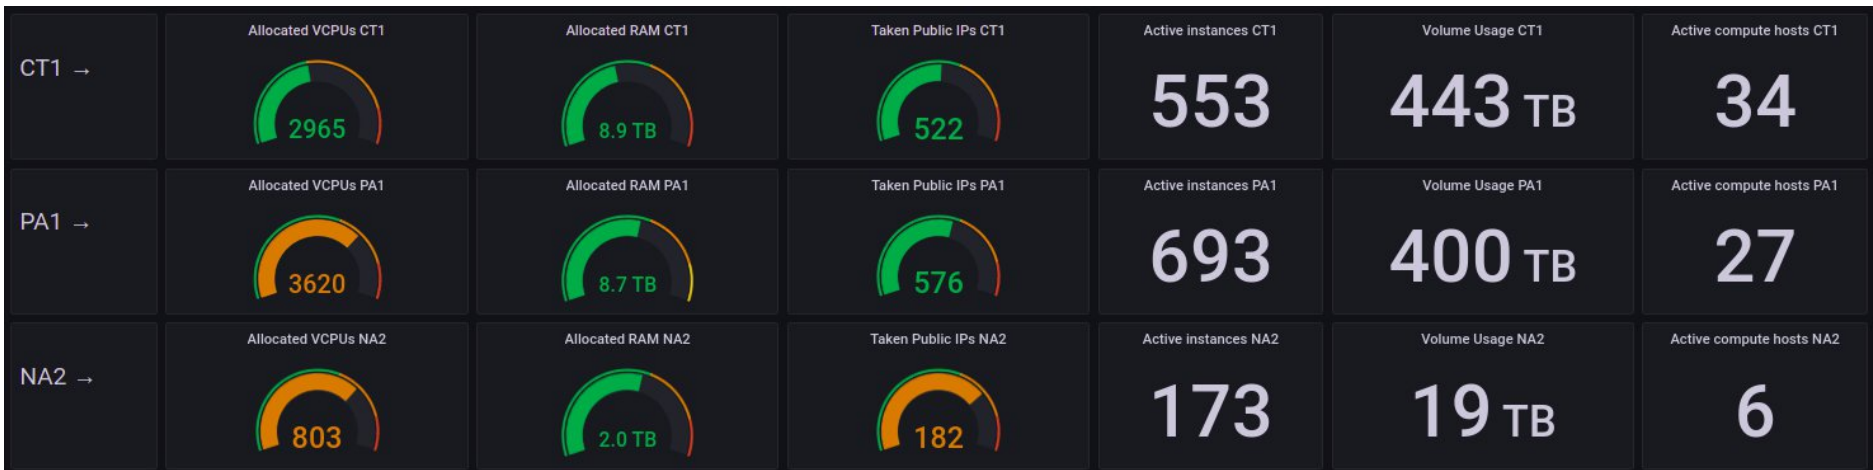 CT1 →
Allocated VCPUs CT1
2965
Allocated RAM CT1
8.9 TB
Taken Public IPs CT1
522
Active instances CT1
553
Volume Usage CT1
443 TB
Active compute hosts CT1
34
PA1 →
Allocated VCPUs PA1
3620
Allocated RAM PA1
8.7 TB
Taken Public IPs PA1
576
Active instances PA1
693
Volume Usage PA1
400 TB
Active compute hosts PA1
27
NA2 →
Allocated VCPUs NA2
803
Allocated RAM NA2
2.0 TB
Taken Public IPs NA2
182
Active instances NA2
173
Volume Usage NA2
19 TB
Active compute hosts NA2
6